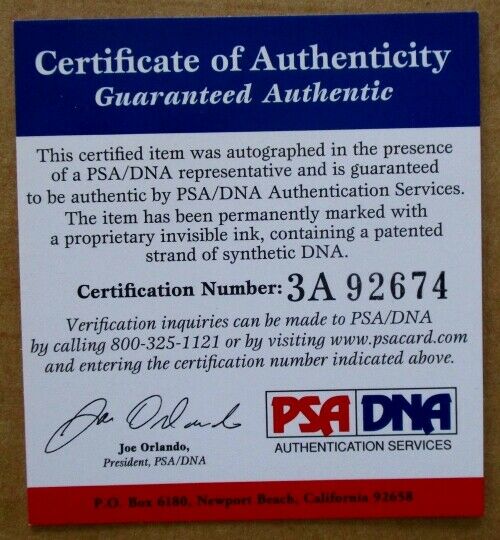 Certificate of Authenticity
Guaranteed Authentic
This certified item was autographed in the presence
of a PSA/DNA representative and is guaranteed
to be authentic by PSA/DNA Authentication Services.
The item has been permanently marked with
a proprietary invisible ink, containing a patented
strand of synthetic DNA.
Certification Number: 3A 92674
Verification inquiries can be made to PSA/DNA
by calling 800-325-1121 or by visiting www.psacard.com
and entering the certification number indicated above.
Joe Orlando
Joe Orlando,
President, PSA/DNA
PSA DNA
AUTHENTICATION SERVICES
P.O. Box 6180, Newport Beach, California 92658